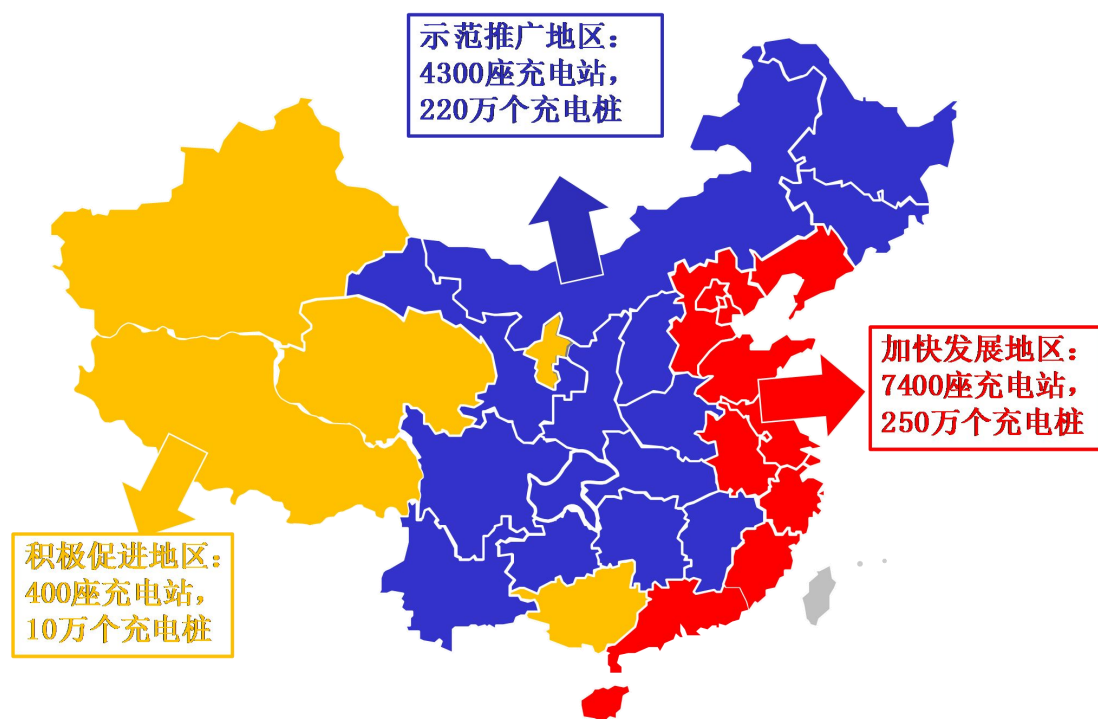 示范推广地区：
4300座充电站，
220万个充电桩
加快发展地区：
7400座充电站，
250万个充电桩
积极促进地区：
400座充电站，
10万个充电桩